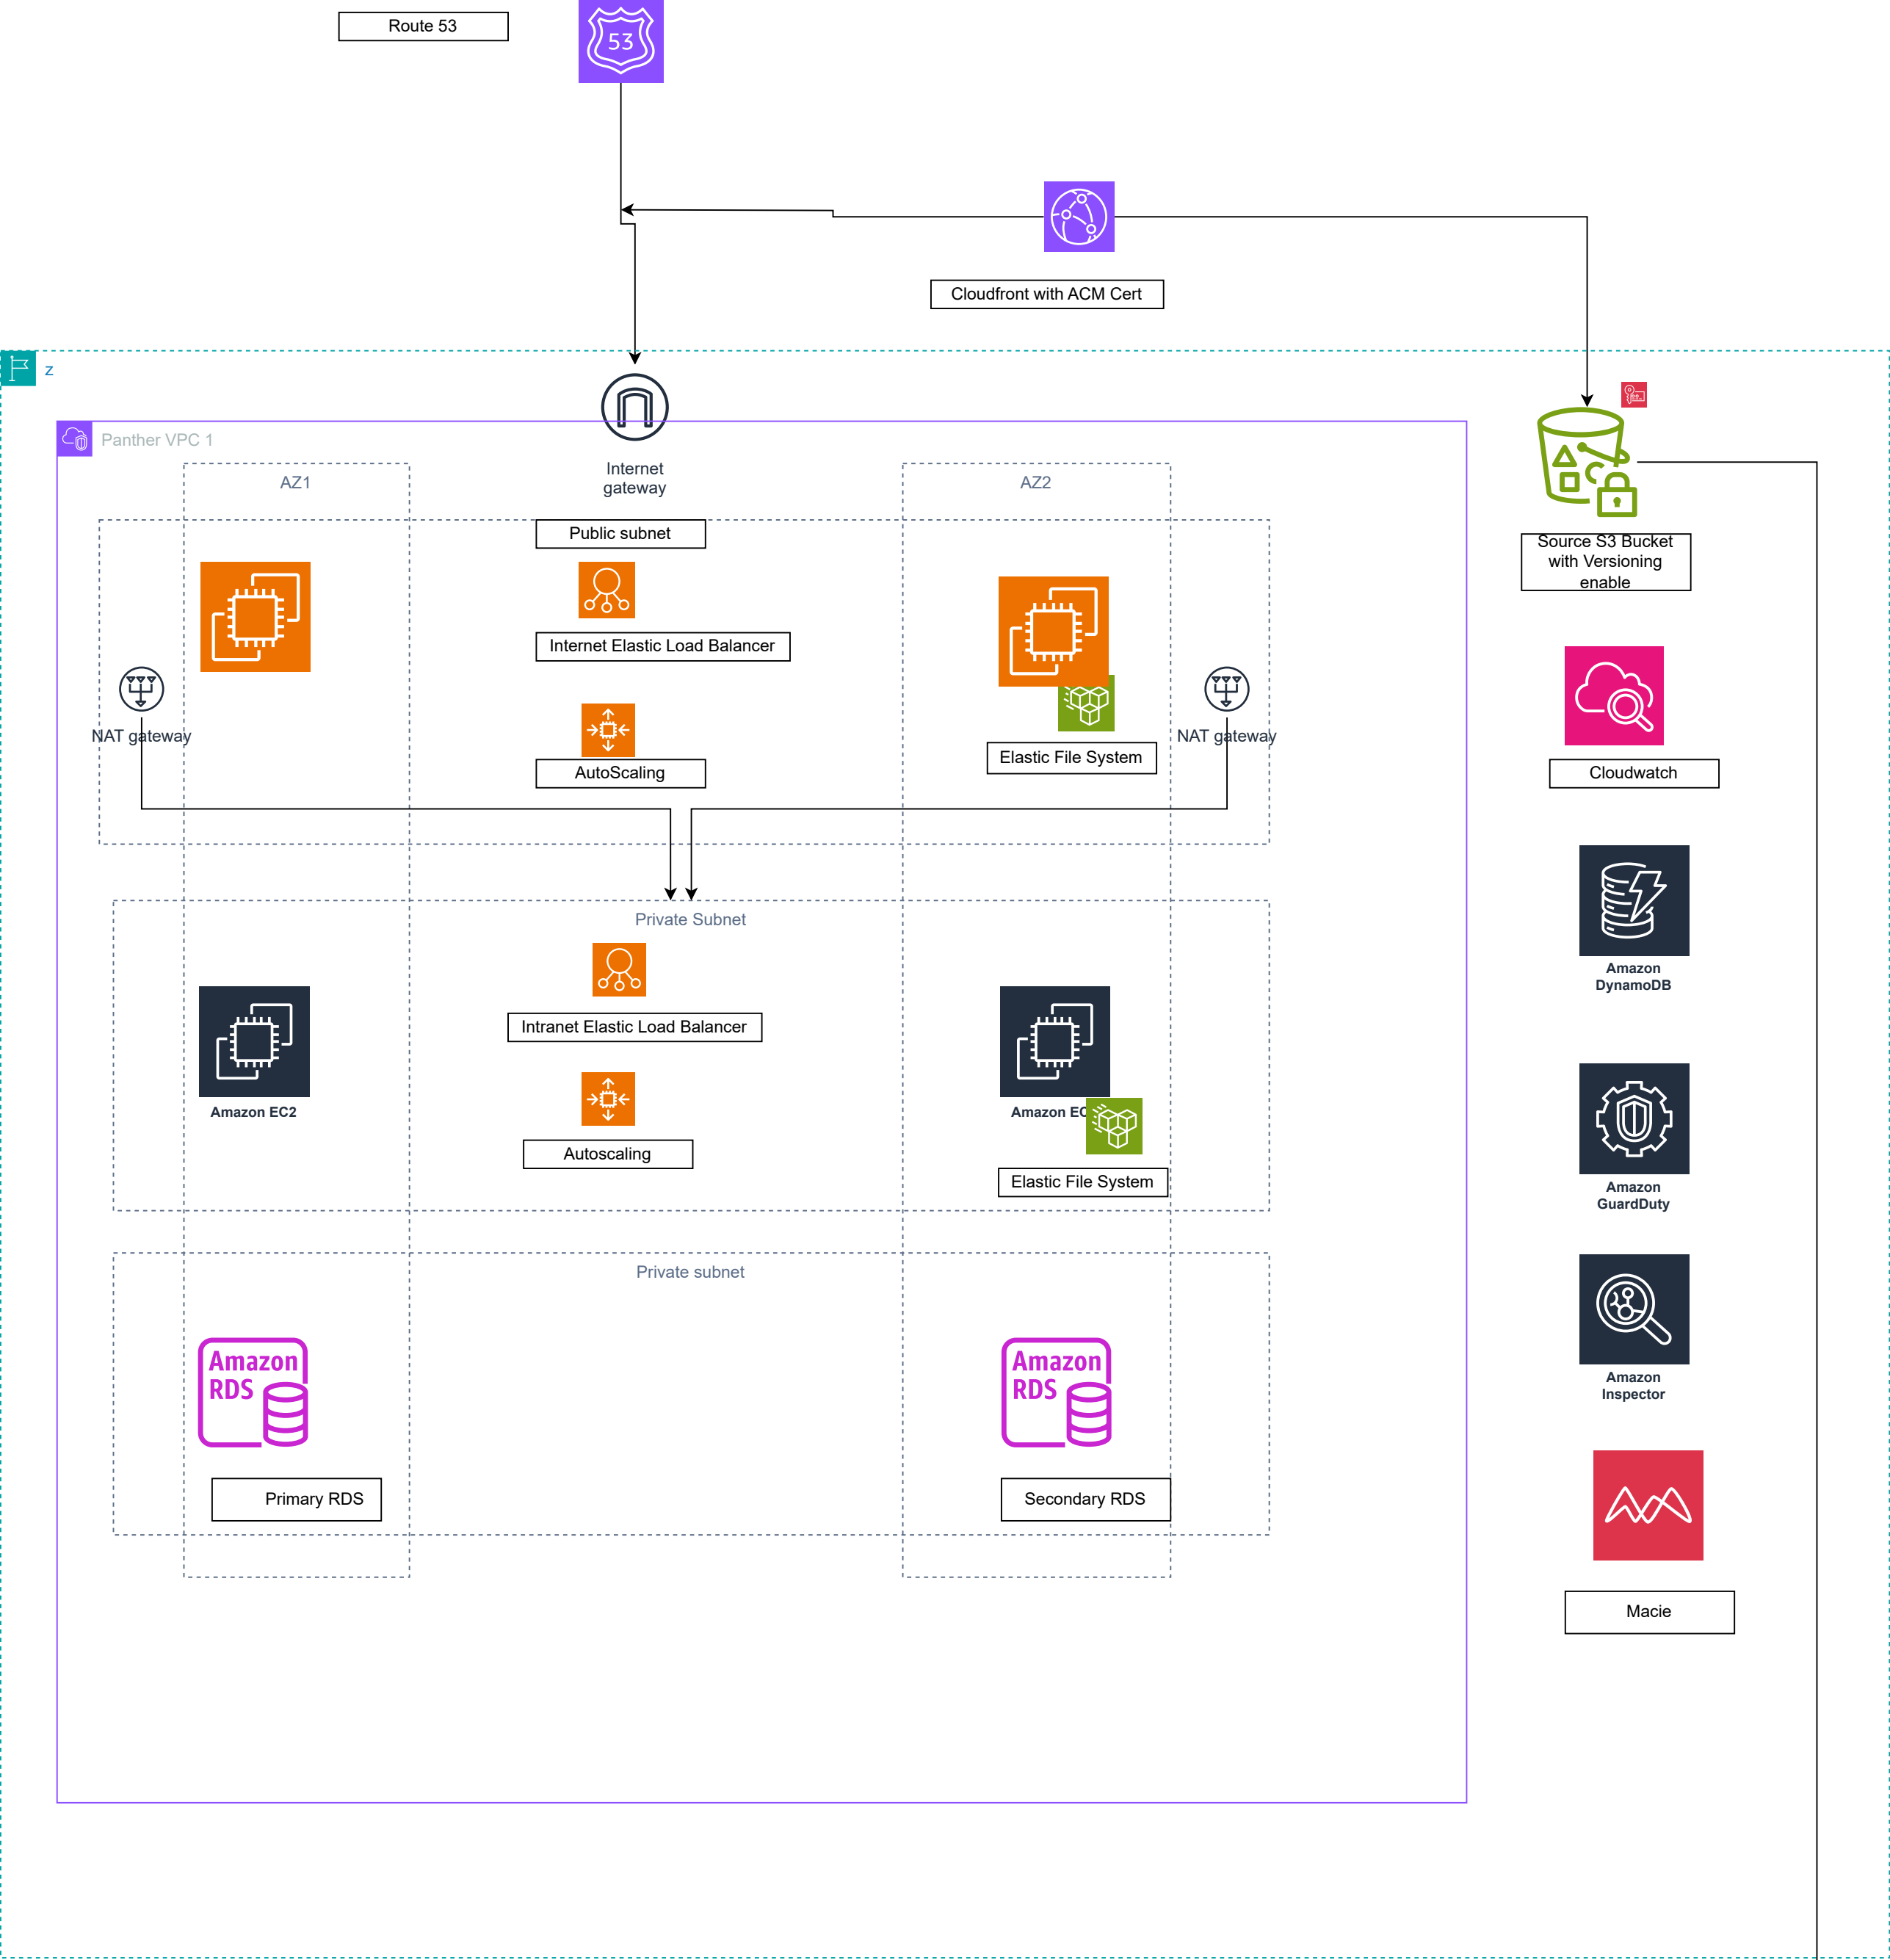 Route 53
53
Cloudfront with ACM Cert
z
Panther VPC 1
Internet
gateway
AZ1
AZ2
Public subnet
Source S3 Bucket
with Versioning
enable
Internet Elastic Load Balancer
NAT gateway
NAT gateway
AutoScaling
Elastic File System
Cloudwatch
Private Subnet
Amazon
DynamoDB
Intranet Elastic Load Balancer
Amazon EC2
Amazon EC
Autoscaling
Elastic File System
Amazon
GuardDuty
Private subnet
Amazon
RDS
Amazon
RDS
Amazon
Inspector
Primary RDS
Secondary RDS
Macie